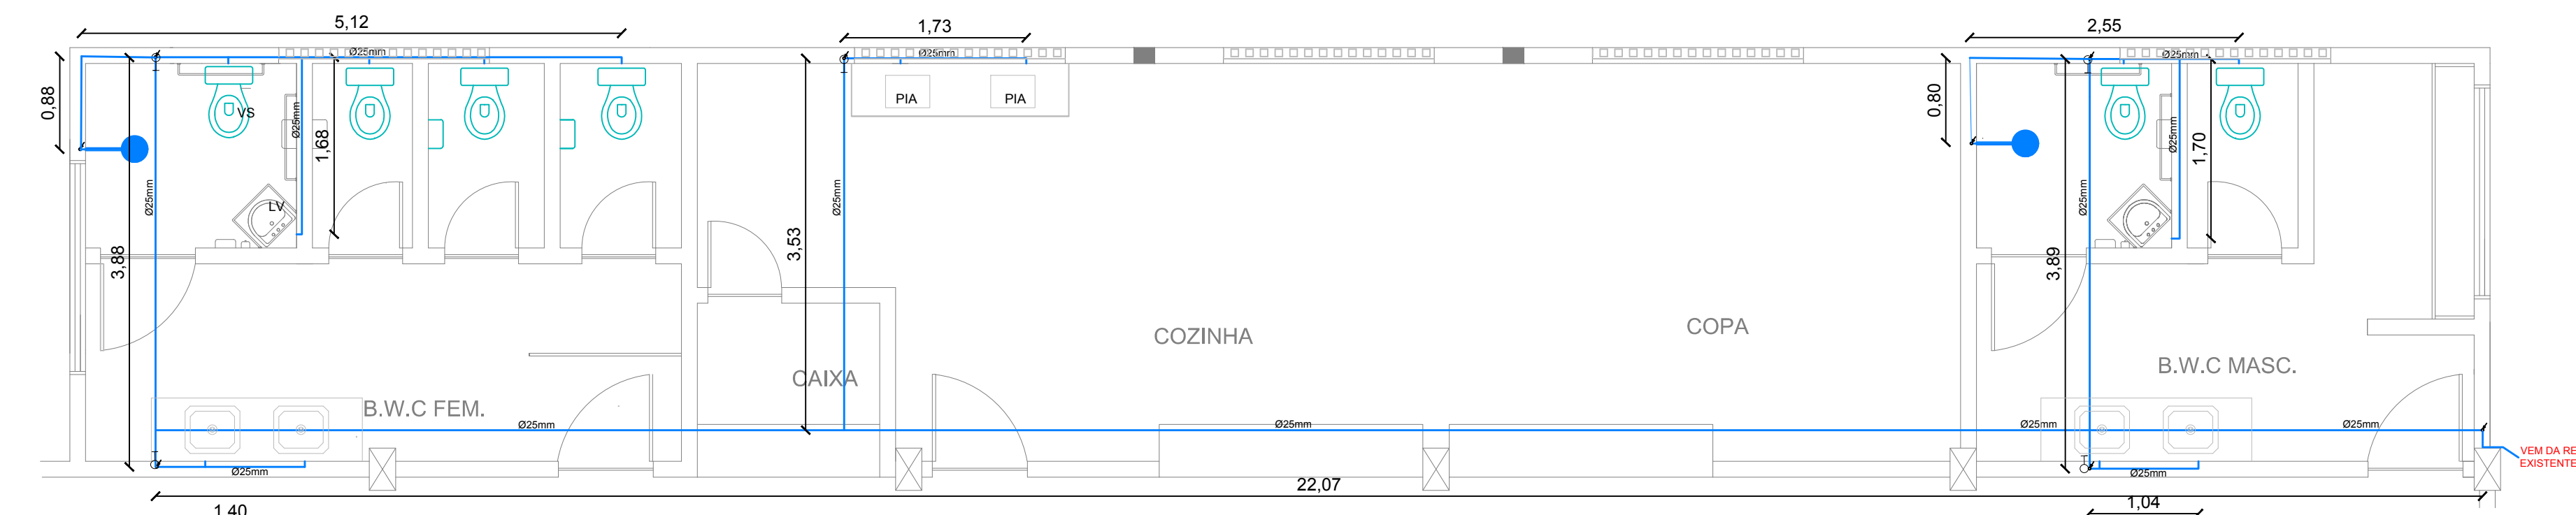 5,12
1,73
2,55
Ø25mm
Ø25mm
Ø25mm
0,88
VS
Ø25mm
1,68
PIA
PIA
0,80
Ø25mm
1,70
Ø25mm
LV
Ø25mm
Ø25mm
3,88
3,53
3,89
COZINHA
COPA
CAIXA
B.W.C MASC.
B.W.C FEM.
Ø25mm
Ø25mm
Ø25mm
Ø25mm
VEM DA RE
EXISTENTE
Ø25mm
Ø25mm
22,07
1,40
1,04